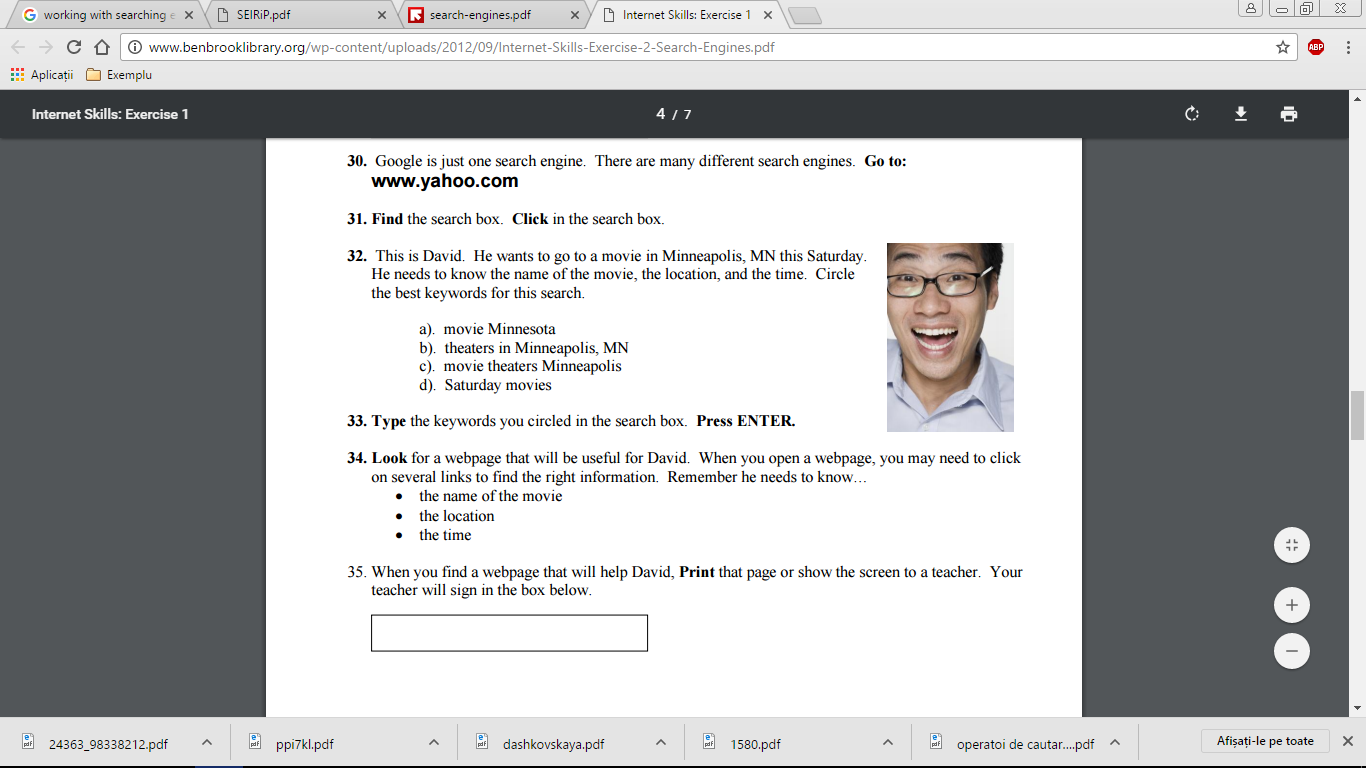 working with searching e
SEIRiP.pdf
search-engines.pdf
Internet Skills: Exercise 1
www.benbrooklibrary.org/wp-content/uploads/2012/09/Internet-Skills-Exercise-2-Search-Engines.pdf
ABP
Aplicații
Exemplu
Internet Skills: Exercise 1
4 / 7
30. Google is just one search engine. There are many different search engines. Go to:
www.yahoo.com
31. Find the search box. Click in the search box.
32. This is David. He wants to go to a movie in Minneapolis, MN this Saturday.
He needs to know the name of the movie, the location, and the time. Circle
the best keywords for this search.
a). movie Minnesota
b). theaters in Minneapolis, MN
c). movie theaters Minneapolis
d). Saturday movies
33. Type the keywords you circled in the search box. Press ENTER.
34. Look for a webpage that will be useful for David. When you open a webpage, you may need to click
on several links to find the right information. Remember he needs to know…
• the name of the movie
• the location
• the time
35. When you find a webpage that will help David, Print that page or show the screen to a teacher. Your
teacher will sign in the box below.
24363_98338212.pdf
ppi7kl.pdf
dashkovskaya.pdf
1580.pdf
operatoi de cautar....pdf
Afișați-le pe toate